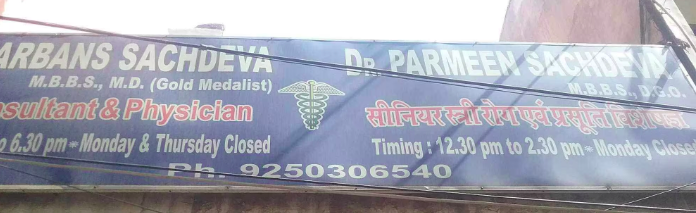 ARBANS SACHDEVA
M.B.B.S., M.D. (Gold Medalist)
nsultant & Physician
o 6.30 pm Monday & Thursday Closed
DR. PARMEEN SACHDEVA
M.B.B.S., D.G.O.
सीनियर स्त्री रोग एवं प्रसूति विशेषज्ञ
Timing : 12.30 pm to 2.30 pm Monday Closed
Ph. 9250306540